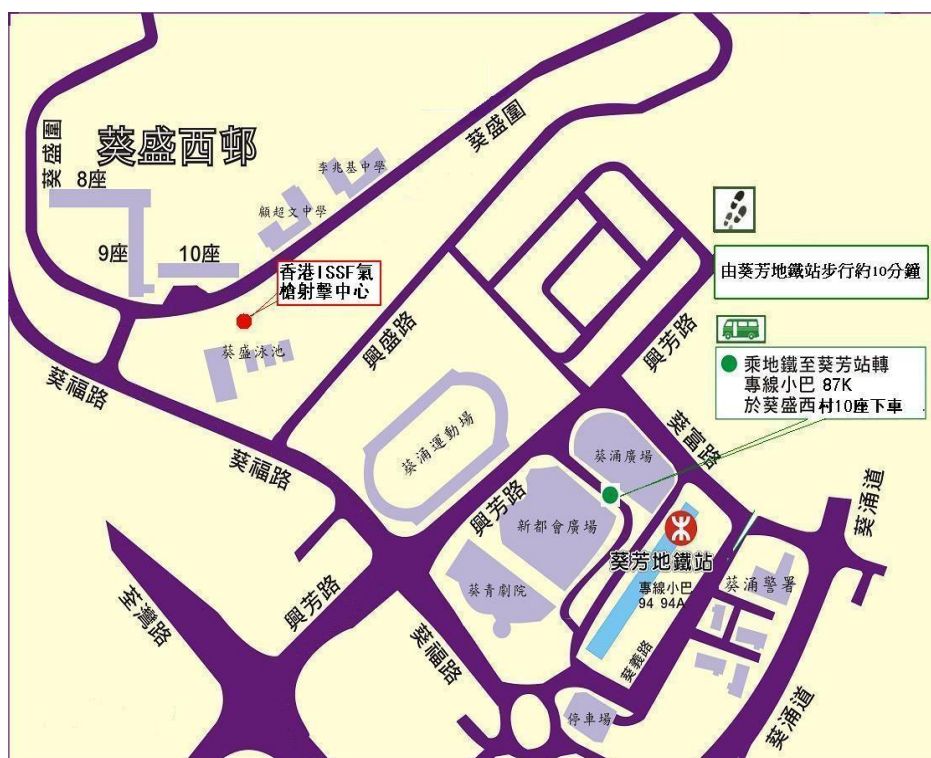 葵盛圍
葵盛圍
葵盛西邨
李兆基中學
8座
顧超文中學
9座
10座
香港ISSF氣
槍射擊中心
由葵芳地鐵站步行約10分鐘
葵盛泳池
興盛路
興芳路
乘地鐵至葵芳站轉
專線小巴 87K
於葵盛西村10座下車
葵福路
葵富路
葵福路
葵涌運動場
葵涌廣場
興芳路
葵涌道
新都會廣場
葵芳地鐵站
葵涌警署
專線小巴
94 94A
葵青劇院
荃灣路
興芳路
葵福路
葵義路
葵涌道
停車場